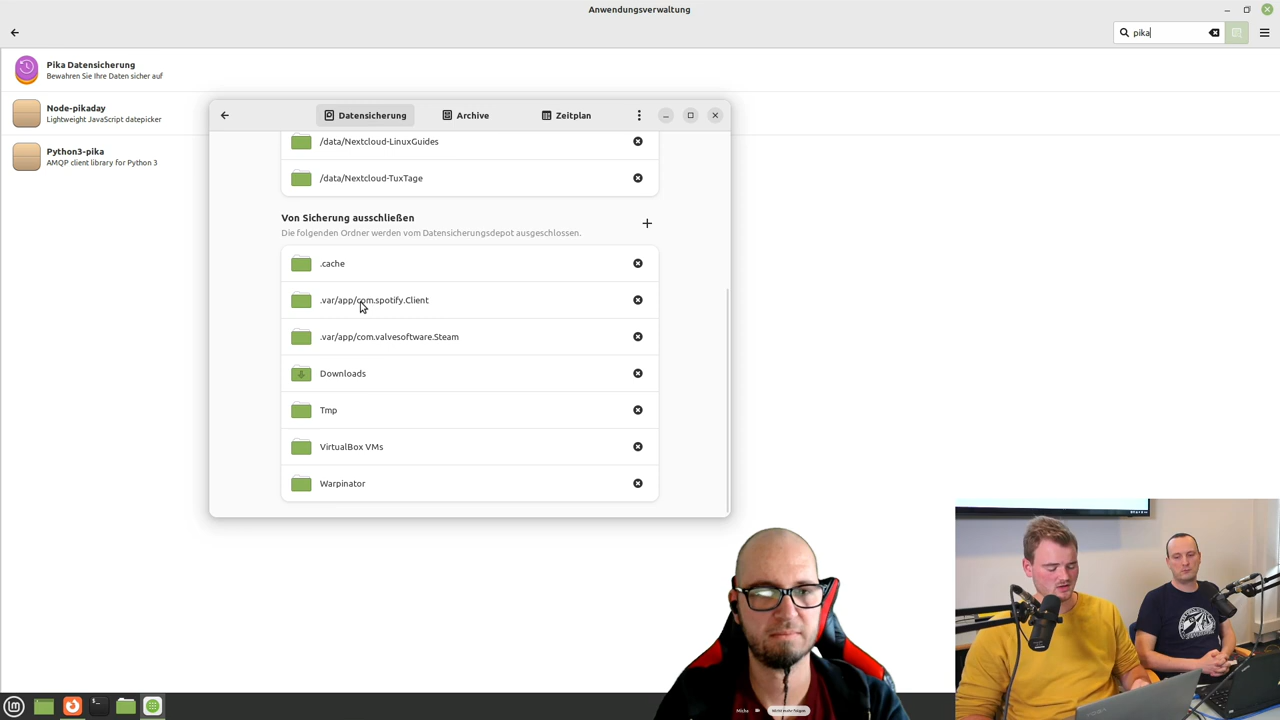 Anwendungsverwaltung
pika
Pika Datensicherung
Bewahren Sie Ihre Daten sicher auf
Node-pikaday
Lightweight JavaScript datepicker
Python3-pika
AMQP client library for Python 3
Datensicherung
Archive
Zeitplan
/data/Nextcloud-LinuxGuides
/data/Nextcloud-TuxTage
Von Sicherung ausschließen
Die folgenden Ordner werden vom Datensicherungsdepot ausgeschlossen.
.cache
.var/app/com.spotify.Client
.var/app/com.valvesoftware.Steam
Downloads
Tmp
VirtualBox VMs
Warpinator
Micha